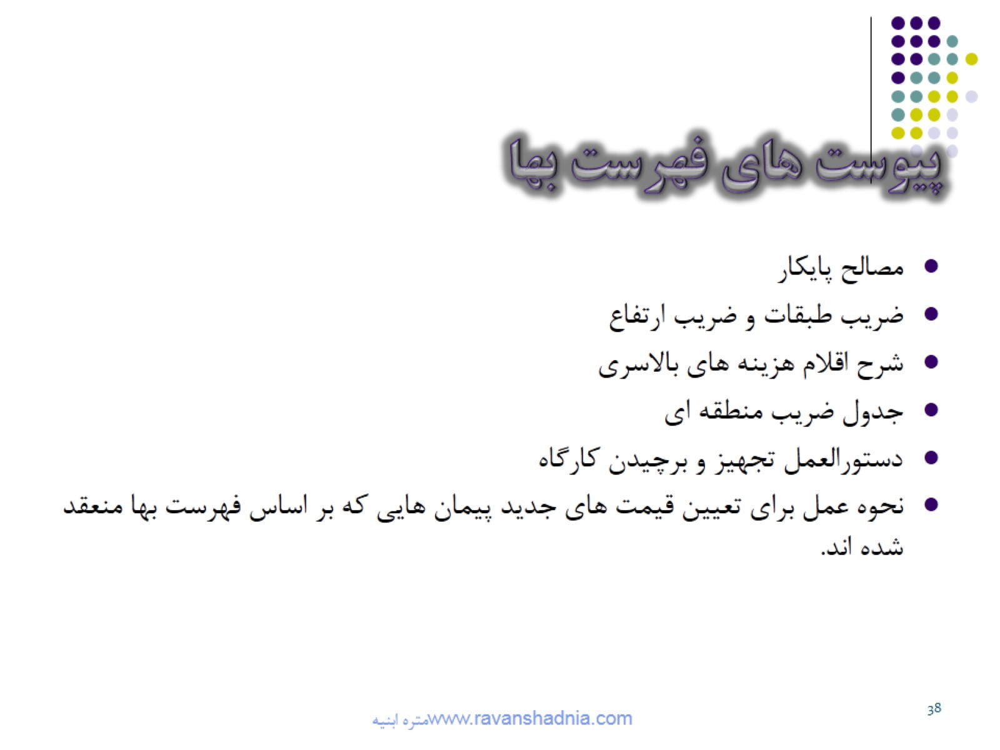 پیوست های فهرست بها
مصالح پایکار
ضریب طبقات و ضریب ارتفاع
شرح اقلام هزینه های بالاسری
جدول ضریب منطقه ای
دستورالعمل تجهیز و برچیدن کارگاه
نحوه عمل برای تعیین قیمت های جدید پیمان هایی که بر اساس فهرست بها منعقد
شده اند.
متره ابنیه www.ravanshadnia.com
38